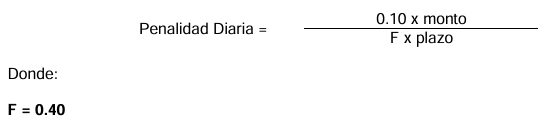 0.10 x monto
Penalidad Diaria =
F x plazo
Donde:
F = 0.40